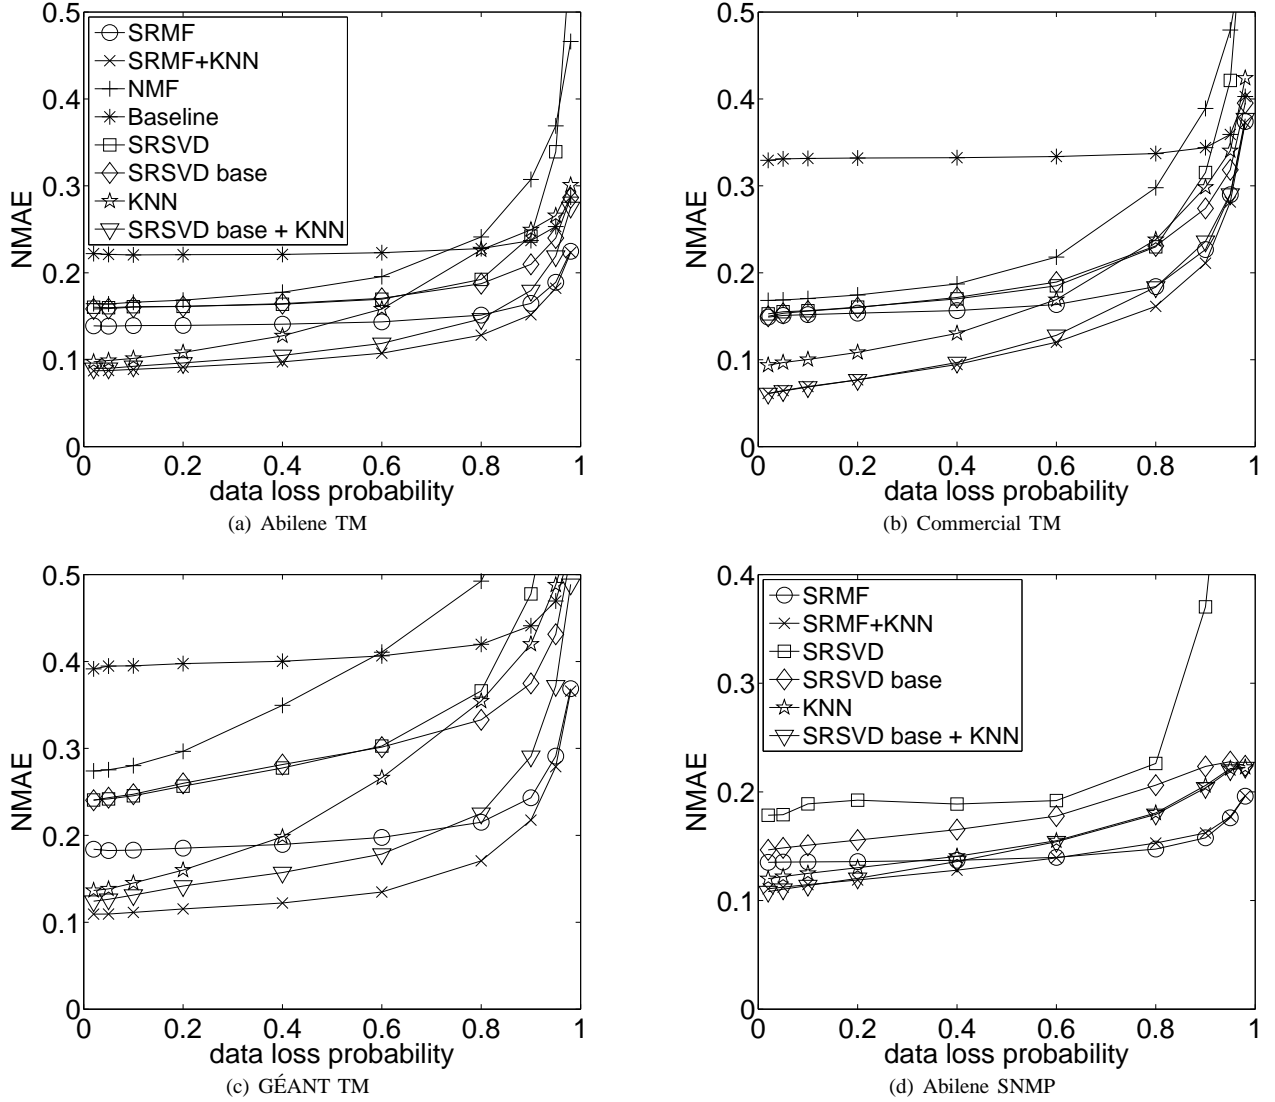 0.5
0.4
0.3
0.2
0.1
0
NMAE
SRMF
SRMF+KNN
NMF
Baseline
SRSVD
SRSVD base
KNN
SRSVD base + KNN
0 0.2 0.4 0.6 0.8 1
data loss probability
(a) Abilene TM
0.5
0.4
0.3
0.2
0.1
0
NMAE
0 0.2 0.4 0.6 0.8 1
data loss probability
(b) Commercial TM
0.5
0.4
0.3
0.2
0.1
0
NMAE
0 0.2 0.4 0.6 0.8 1
data loss probability
(c) GÉANT TM
0.4
0.3
0.2
0.1
0
NMAE
SRMF
SRMF+KNN
SRSVD
SRSVD base
KNN
SRSVD base + KNN
0 0.2 0.4 0.6 0.8 1
data loss probability
(d) Abilene SNMP